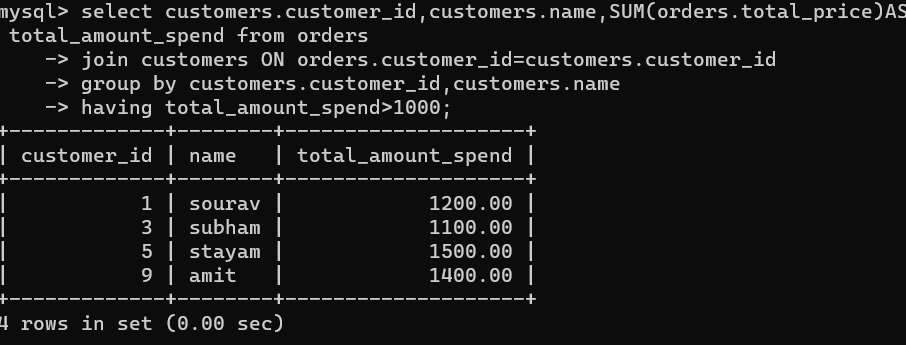 mysql> select customers.customer_id,customers.name,SUM(orders.total_price)AS
 total_amount_spend from orders
    -> join customers ON orders.customer_id=customers.customer_id
    -> group by customers.customer_id,customers.name
    -> having total_amount_spend>1000;
+-------------+--------+--------------------+
| customer_id | name   | total_amount_spend |
+-------------+--------+--------------------+
|           1 | sourav |            1200.00 |
|           3 | subham |            1100.00 |
|           5 | stayam |            1500.00 |
|           9 | amit   |            1400.00 |
+-------------+--------+--------------------+
4 rows in set (0.00 sec)